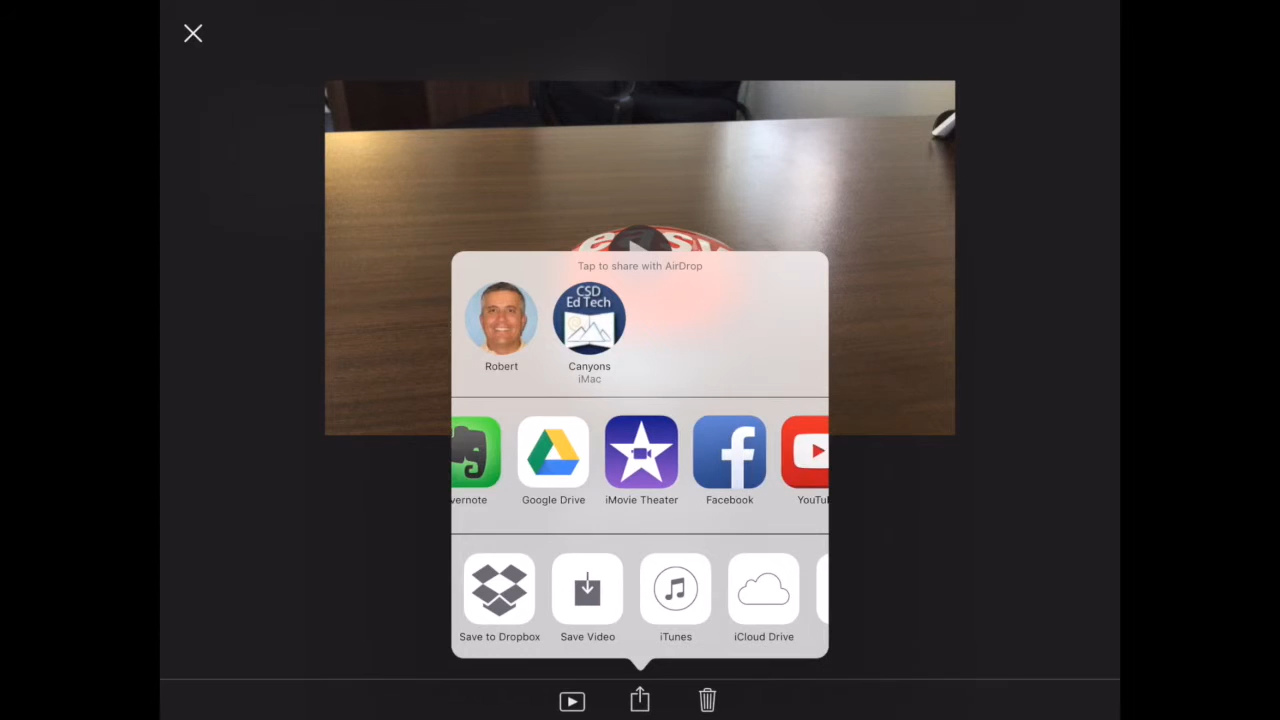 easy
Tap to share with AirDrop
CSD
Ed Tech
Robert
Canyons
iMac
vernote
Google Drive
iMovie Theater
Facebook
YouTu
Save to Dropbox
Save Video
iTunes
iCloud Drive